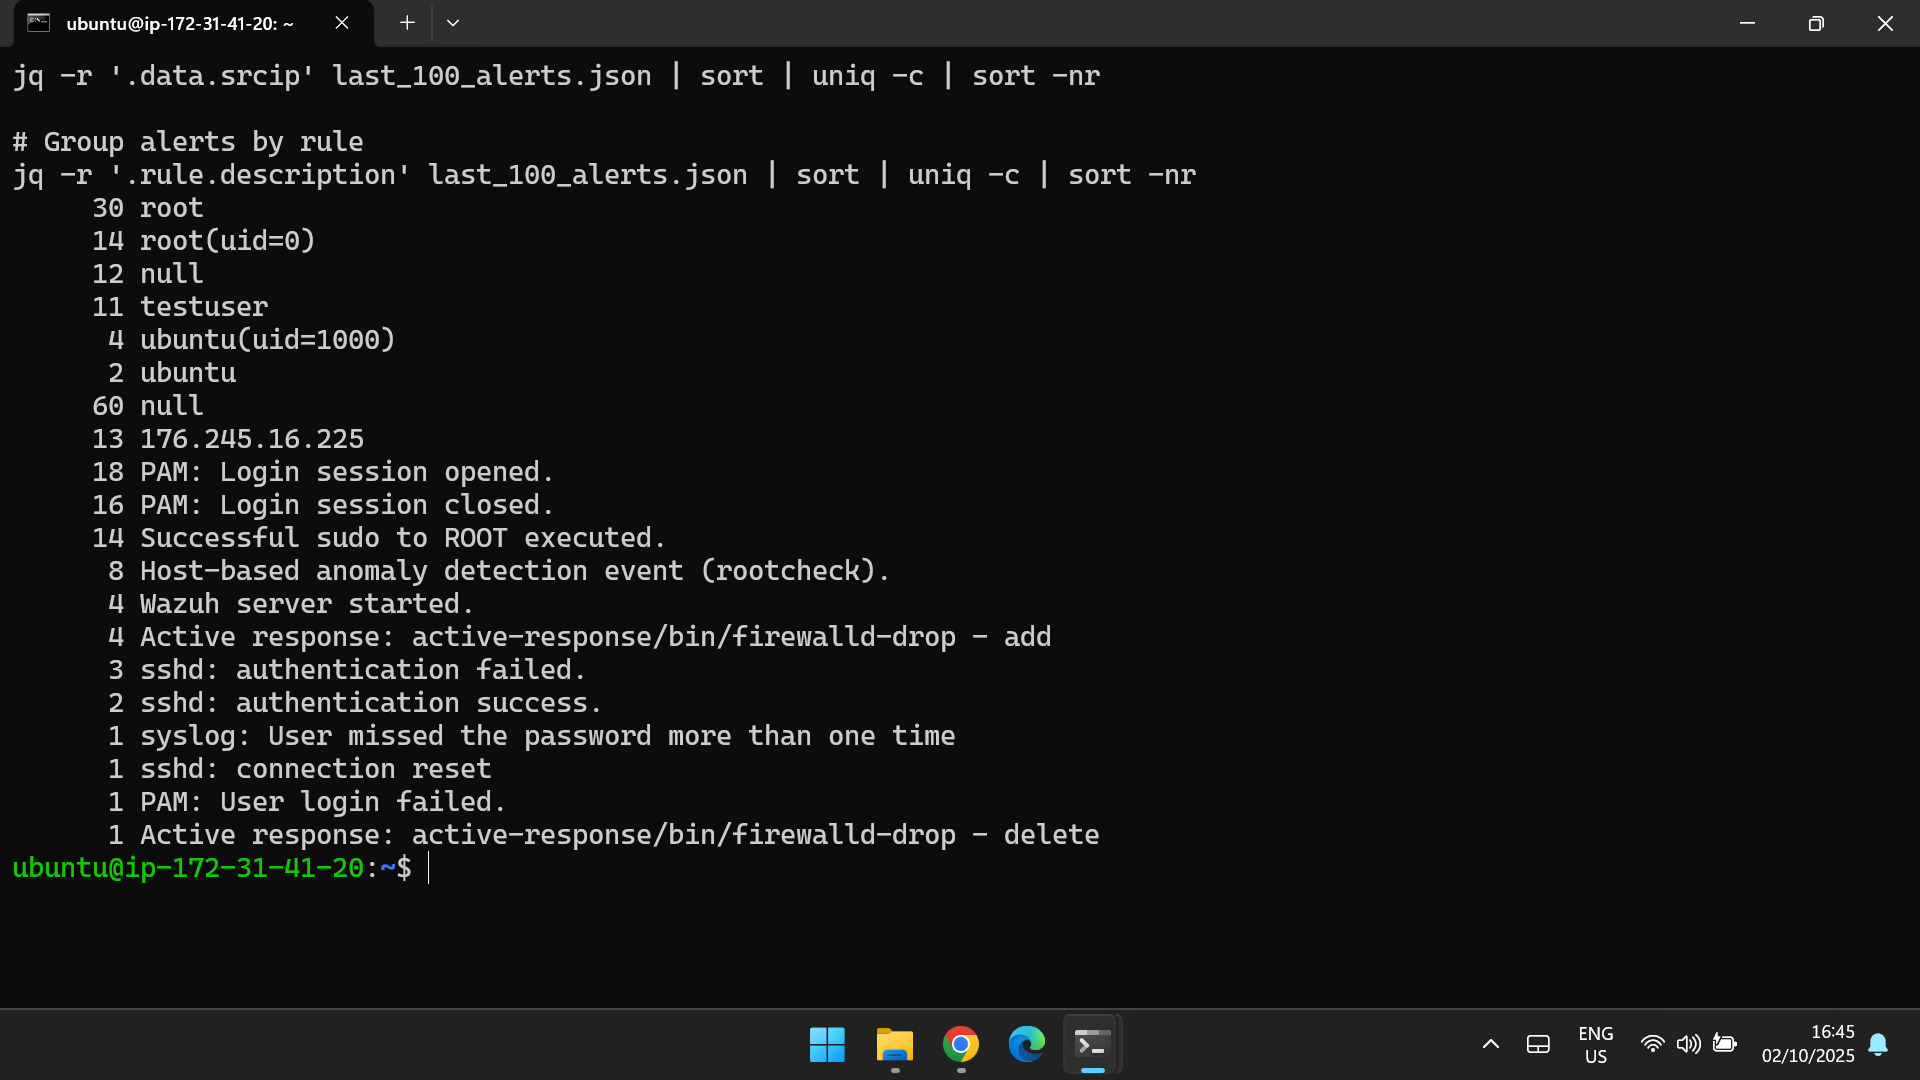 ubuntu@ip-172-31-41-20: ~
jq -r '.data.srcip' last_100_alerts.json | sort | uniq -c | sort -nr
# Group alerts by rule
jq -r '.rule.description' last_100_alerts.json | sort | uniq -c | sort -nr
30 root
14 root(uid=0)
12 null
11 testuser
4 ubuntu(uid=1000)
2 ubuntu
60 null
13 176.245.16.225
18 PAM: Login session opened.
16 PAM: Login session closed.
14 Successful sudo to ROOT executed.
8 Host-based anomaly detection event (rootcheck).
4 Wazuh server started.
4 Active response: active-response/bin/firewalld-drop - add
3 sshd: authentication failed.
2 sshd: authentication success.
1 syslog: User missed the password more than one time
1 sshd: connection reset
1 PAM: User login failed.
1 Active response: active-response/bin/firewalld-drop - delete
ubuntu@ip-172-31-41-20:~$
ENG
US
16:45
02/10/2025